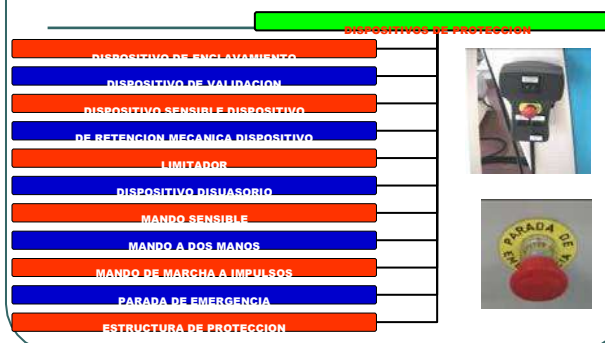 DISPOSITIVOS DE PROTECCION
DISPOSITIVO DE ENCLAVAMIENTO
DISPOSITIVO DE VALIDACION
DISPOSITIVO SENSIBLE DISPOSITIVO
DE RETENCION MECANICA DISPOSITIVO
LIMITADOR
DISPOSITIVO DISUASORIO
MANDO SENSIBLE
MANDO A DOS MANOS
MANDO DE MARCHA A IMPULSOS
PARADA DE EMERGENCIA
ESTRUCTURA DE PROTECCION
PARADA DE